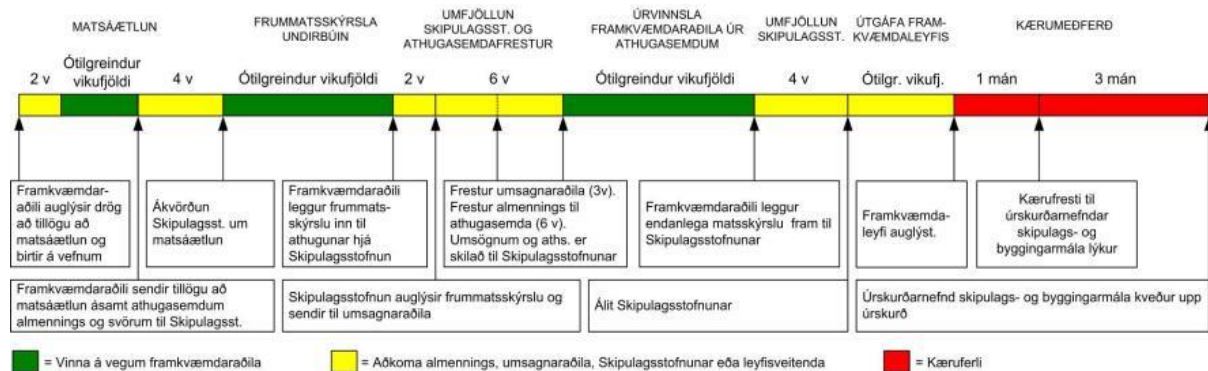 MATSÁÆTLUN
FRUMMATSSKÝRSLA
UNDIRBÚIN
UMFJÖLLUN
SKIPULAGSST. OG
ATHUGASEMDAFRESTUR
ÚRVINNSLA
FRAMKVÆMDARAÐILA ÚR
ATHUGASEMDUM
UMFJÖLLUN
SKIPULAGSST.
ÚTGÁFA FRAM-
KVÆMDALEYFIS
KÆRUMEÐFERÐ
2 v
Ótilgreindur
vikufjöldi
4 v
Ótilgreindur vikufjöldi
2 v
6 v
Ótilgreindur vikufjöldi
4 v
Ótilgr. vikufj.
1 mán
3 mán
Framkvæmdar-
aðili auglýsir drög
að tillögu að
matsáætlun og
birtir á vefnum
Ákvörðun
Skipulagsst. um
matsáætlun
Framkvæmdaraðili
leggur frummats-
skýrslu inn til
athugunar hjá
Skipulagsstofnun
Frestur umsagnaraðila (3v).
Frestur almennings til
athugasemda (6 v).
Umsögnum og aths. er
skilað til Skipulagsstofnunar
Framkvæmdaraðili leggur
endanlega matsskýrslu fram til
Skipulagsstofnunar
Framkvæmda-
leyfi auglýst.
Kærufresti til
úrskurðarnefndar
skipulags- og
byggingarmála lýkur
Framkvæmdaraðili sendir tillögu að
matsáætlun ásamt athugasemdum
almennings og svörum til Skipulagsst.
Skipulagsstofnun auglýsir frummatsskýrslu og
sendir til umsagnaraðila
Álit Skipulagsstofnunar
Úrskurðarnefnd skipulags- og byggingarmála kveður upp
úrskurð
= Vinna á vegum framkvæmdaraðila
= Aðkoma almennings, umsagnaraðila, Skipulagsstofnunar eða leyfisveitenda
= Kæruferli